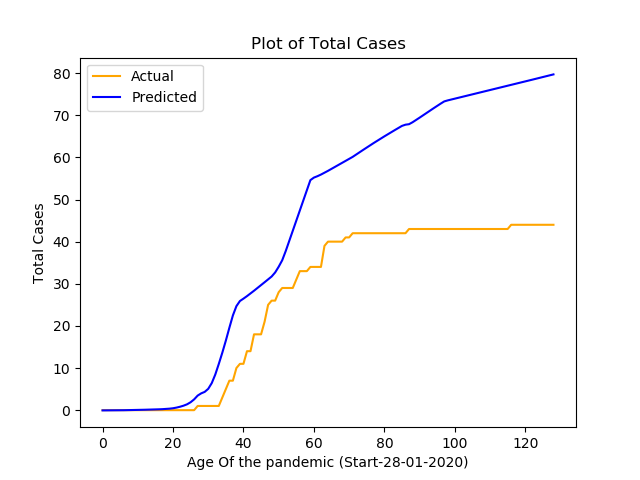 Plot of Total Cases
Actual
Predicted
80
70
60
50
40
30
20
10
0
Total Cases
0 20 40 60 80 100 120
Age Of the pandemic (Start-28-01-2020)